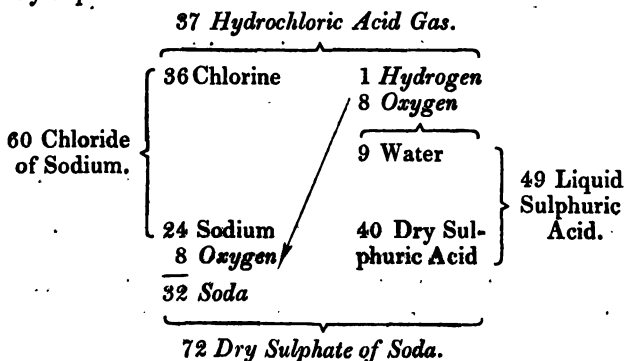 37 Hydrochloric Acid Gas.
36 Chlorine
1 Hydrogen
8 Oxygen
60 Chloride
of Sodium.
9 Water
49 Liquid
Sulphuric
Acid.
24 Sodium
8 Oxygen
32 Soda
40 Dry Sul-
phuric Acid
72 Dry Sulphate of Soda.